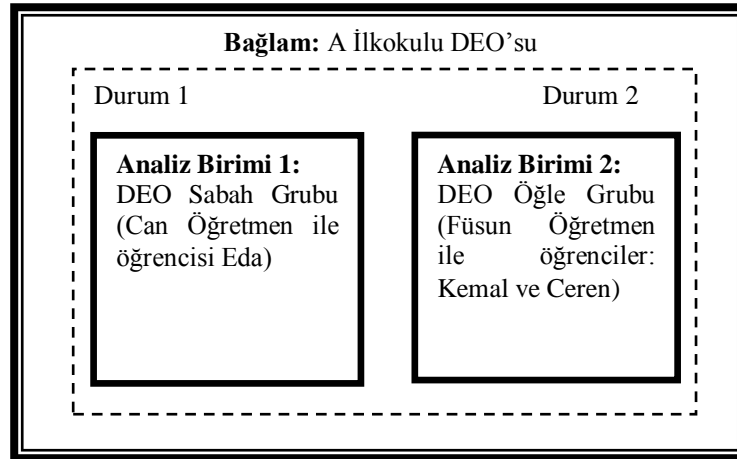 Bağlam: A İlkokulu DEO’su
Durum 1
Durum 2
Analiz Birimi 1:
DEO Sabah Grubu
(Can Öğretmen ile
öğrencisi Eda)
Analiz Birimi 2:
DEO Öğle Grubu
(Füsun Öğretmen
ile öğrenciler:
Kemal ve Ceren)